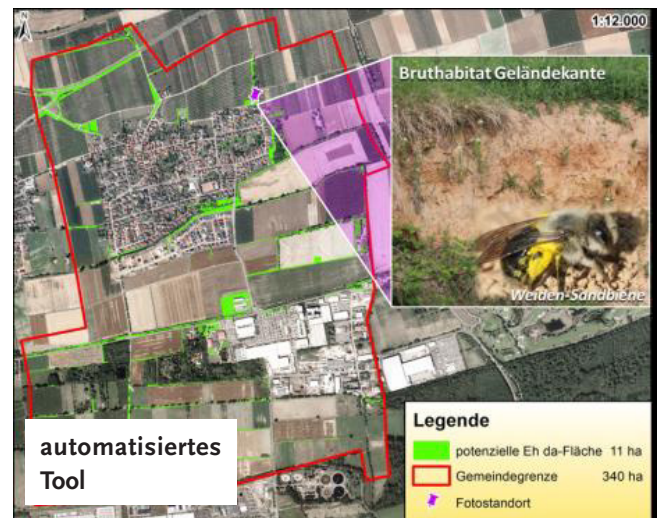 N
1:12.000
Bruthabitat Geländekante
Weiden-Sandbiene
automatisiertes
Tool
Legende
potenzielle Eh da-Fläche 11 ha
Gemeindegrenze 340 ha
Fotostandort